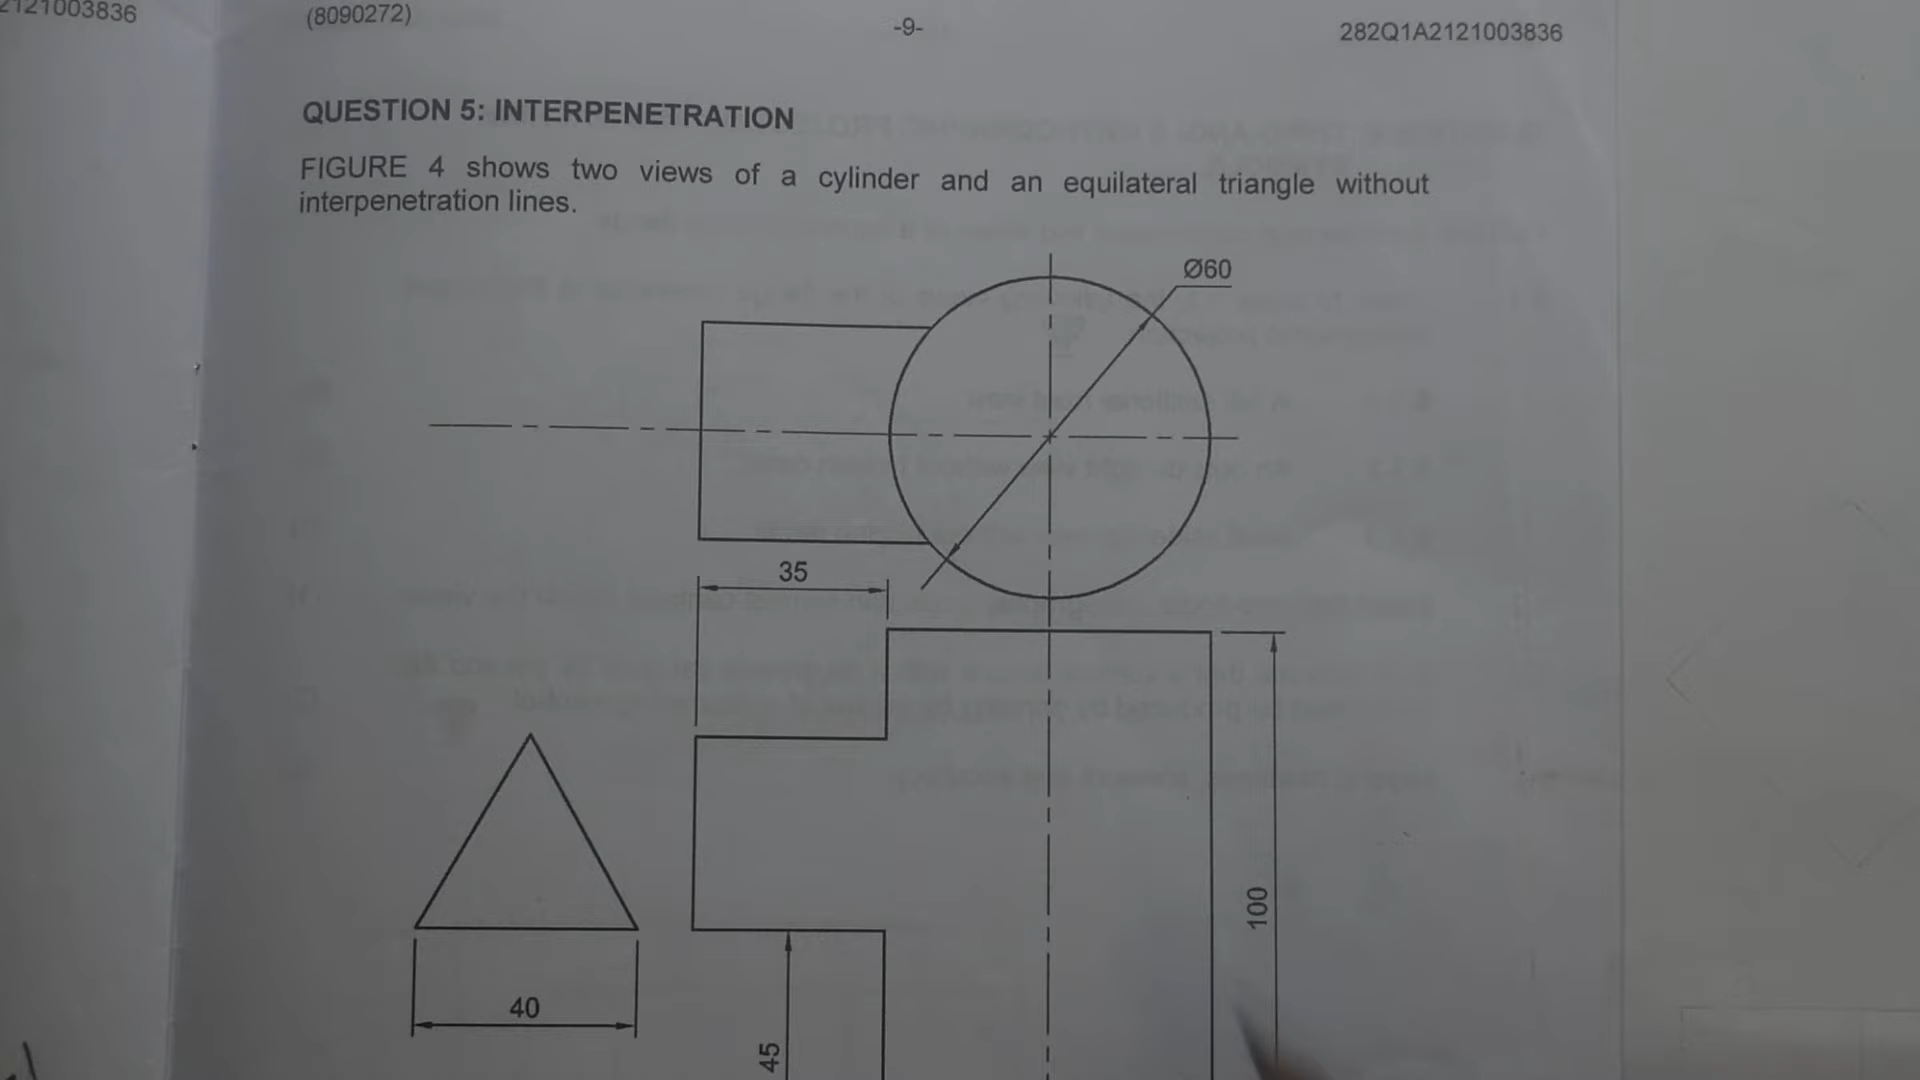 2121003836
(8090272)
-9-
282Q1A2121003836
QUESTION 5: INTERPENETRATION
FIGURE 4 shows two views of a cylinder and an equilateral triangle without
interpenetration lines.
Ø60
35
100
40
45